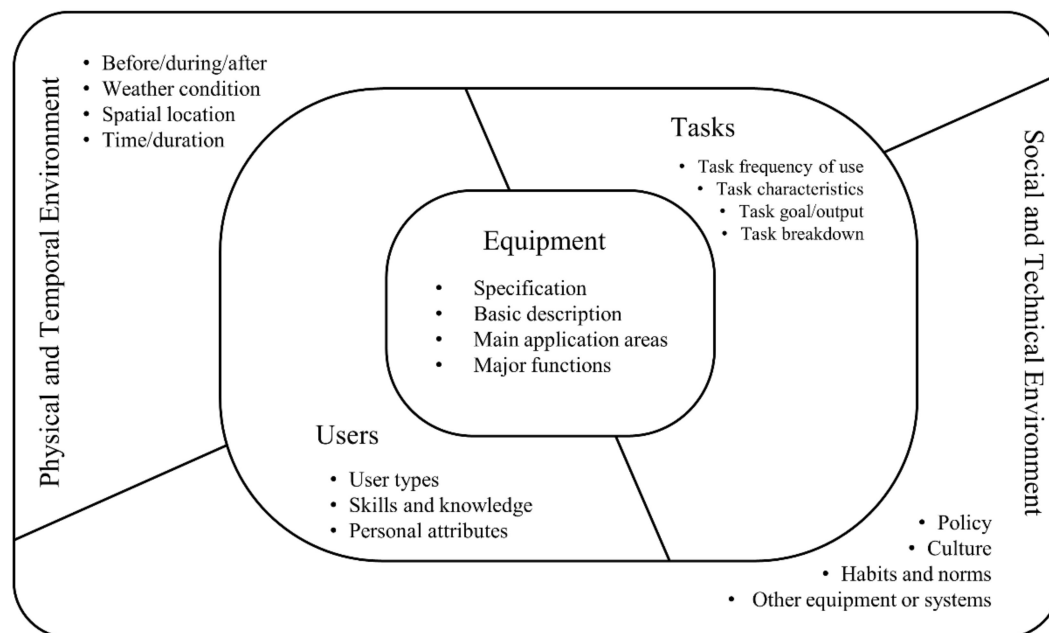 Physical and Temporal Environment
• Before/during/after
• Weather condition
• Spatial location
• Time/duration
Tasks
• Task frequency of use
• Task characteristics
• Task goal/output
• Task breakdown
Equipment
• Specification
• Basic description
• Main application areas
• Major functions
Users
• User types
• Skills and knowledge
• Personal attributes
Social and Technical Environment
• Policy
• Culture
• Habits and norms
• Other equipment or systems